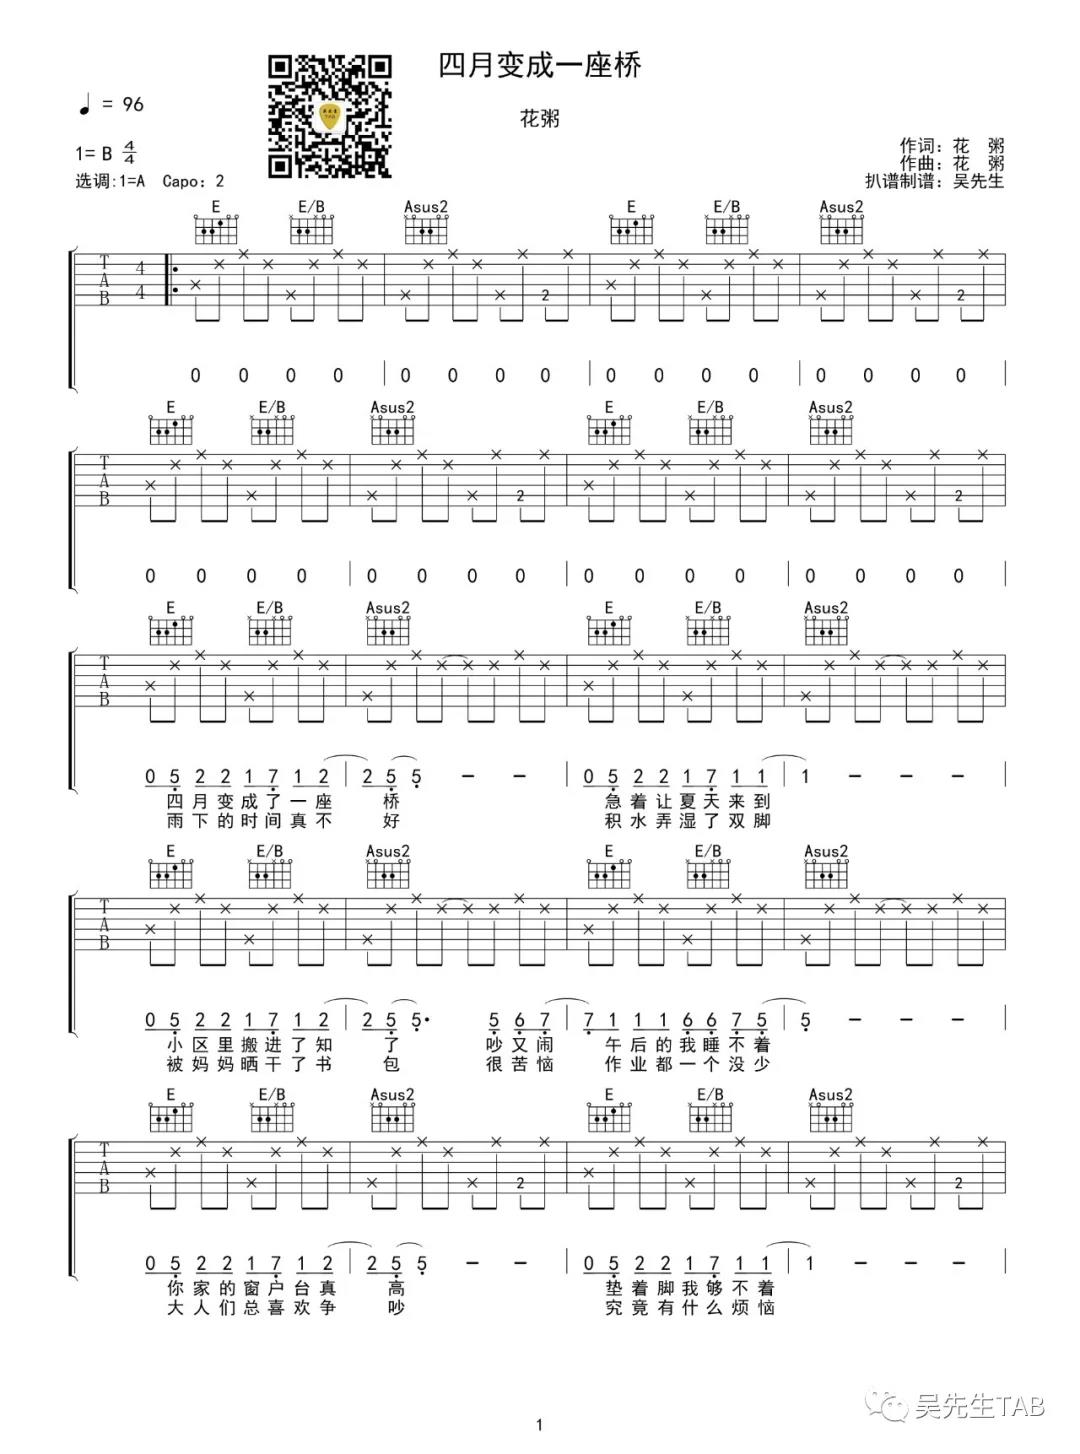 四月变成一座桥
♩ = 96
花粥
1= B 4/4
作词：花　粥
作曲：花　粥
选调:1=A Capo：2
扒谱制谱：吴先生
E E/B Asus2 E E/B Asus2
T A B 4 4 2 2
0 0 0 0 0 0 0 0 0 0 0 0 0 0 0 0
E E/B Asus2 E E/B Asus2
T A B 2 2
0 0 0 0 0 0 0 0 0 0 0 0 0 0 0 0
E E/B Asus2 E E/B Asus2
T A B
0 5 2 2 1 7 1 2 2 5 5 - - 0 5 2 2 1 7 1 1 1 - - -
四月变成了一座 桥 急着让夏天来到
雨下的时间真不 好 积水弄湿了双脚
E E/B Asus2 E E/B Asus2
T A B
0 5 2 2 1 7 1 2 2 5 5· 5 6 7 7 1 1 1 6 6 7 5 5 - - -
小区里搬进了知 了 吵又闹 午后的我睡不着
被妈妈晒干了书 包 很苦恼 作业都一个没少
E E/B Asus2 E E/B Asus2
T A B 2 2
0 5 2 2 1 7 1 2 2 5 5 - - 0 5 2 2 1 7 1 1 1 - - -
你家的窗户台真 高 垫着脚我够不着
大人们总喜欢争 吵 究竟有什么烦恼
吴先生TAB
1